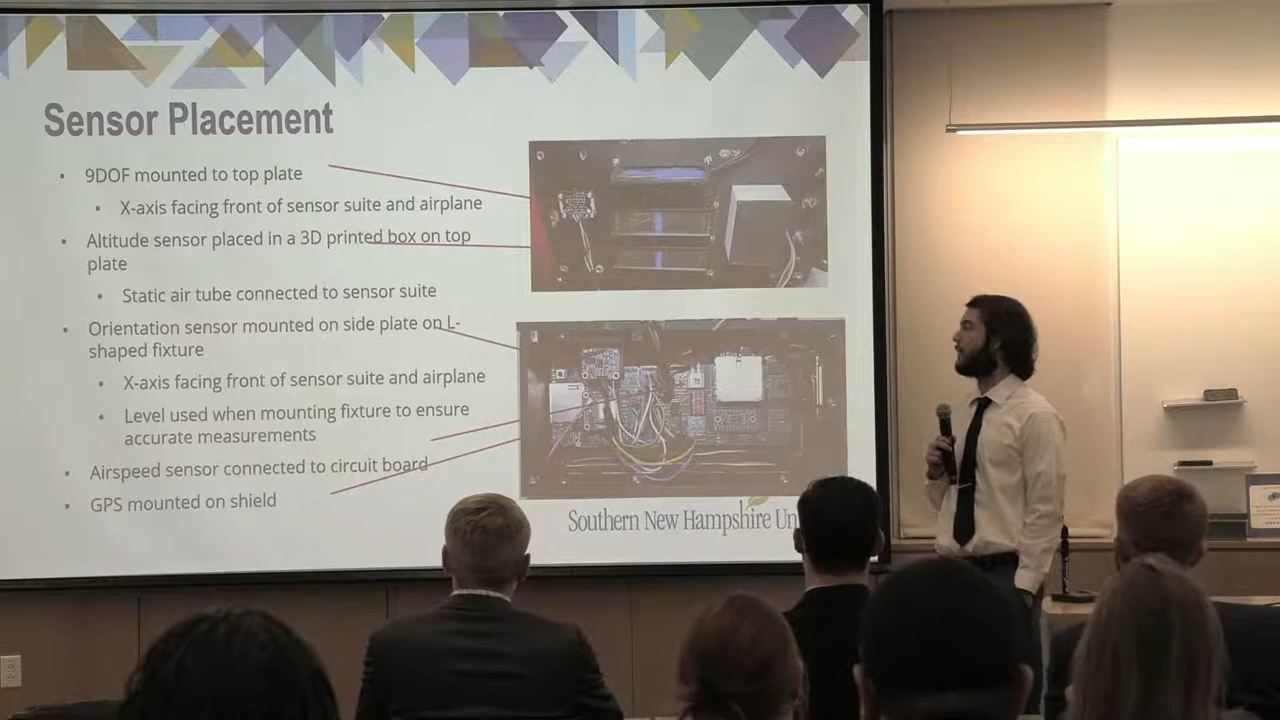 Sensor Placement
• 9DOF mounted to top plate
• X-axis facing front of sensor suite and airplane
• Altitude sensor placed in a 3D printed box on top
plate
• Static air tube connected to sensor suite
• Orientation sensor mounted on side plate on L-
shaped fixture
• X-axis facing front of sensor suite and airplane
• Level used when mounting fixture to ensure
accurate measurements
• Airspeed sensor connected to circuit board
• GPS mounted on shield
Southern New Hampshire Un